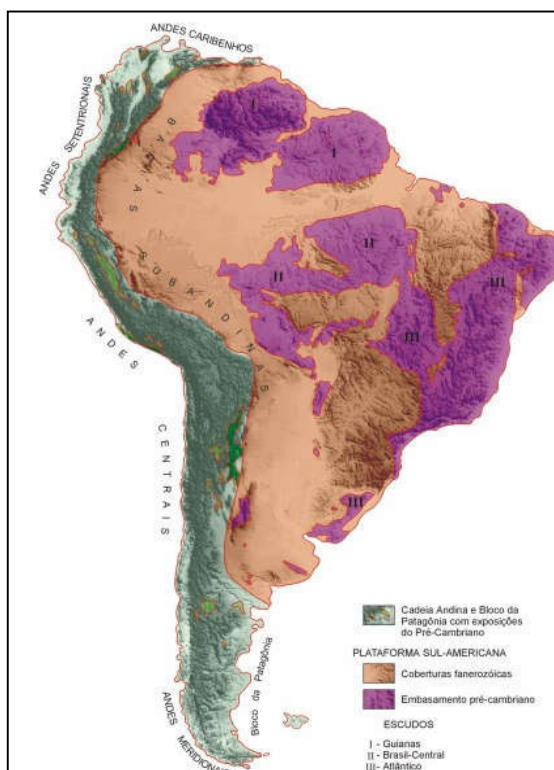 ANDES CARIBENHOS
ANDES SETENTRIONAIS
BACIAS SUBANDINAS
I
I
II
II
III
III
III
ANDES
CENTRAIS
ANDES MERIDIONAIS
Bloco da Patagônia
Cadeia Andina e Bloco da
Patagônia com exposições
do Pré-Cambriano
PLATAFORMA SUL-AMERICANA
Coberturas fanerozóicas
Embasamento pré-cambriano
ESCUDOS
I - Guianas
II - Brasil-Central
III - Atlântico